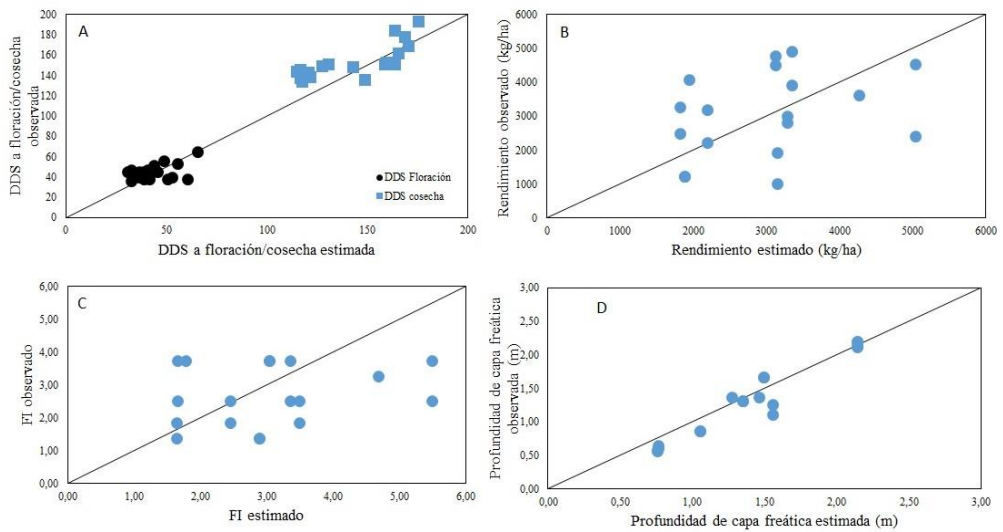 A
DDS a floración/cosecha
observada
200
180
160
140
120
100
80
60
40
20
0
DDS Floración
DDS cosecha
0 50 100 150 200
DDS a floración/cosecha estimada
B
Rendimiento observado (kg/ha)
6000
5000
4000
3000
2000
1000
0
0 1000 2000 3000 4000 5000 6000
Rendimiento estimado (kg/ha)
C
FI observado
6,00
5,00
4,00
3,00
2,00
1,00
0,00
0,00 1,00 2,00 3,00 4,00 5,00 6,00
FI estimado
D
Profundidad de capa freática
observada (m)
3,00
2,50
2,00
1,50
1,00
0,50
0,00
0,00 0,50 1,00 1,50 2,00 2,50 3,00
Profundidad de capa freática estimada (m)